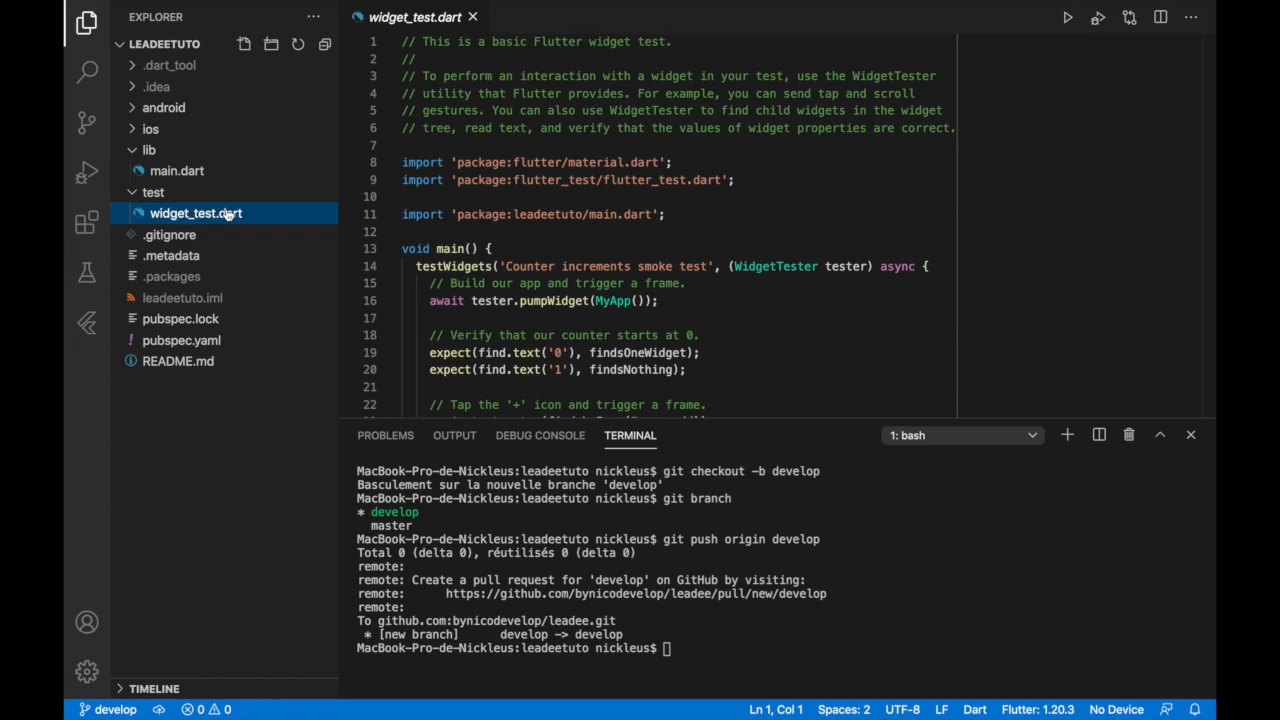 EXPLORER
LEADEETUTO
.dart_tool
.idea
android
ios
lib
main.dart
test
widget_test.dart
.gitignore
.metadata
.packages
leadeetuto.iml
pubspec.lock
pubspec.yaml
README.md
TIMELINE
widget_test.dart
1 // This is a basic Flutter widget test.
2 //
3 // To perform an interaction with a widget in your test, use the WidgetTester
4 // utility that Flutter provides. For example, you can send tap and scroll
5 // gestures. You can also use WidgetTester to find child widgets in the widget
6 // tree, read text, and verify that the values of widget properties are correct.
7
8 import 'package:flutter/material.dart';
9 import 'package:flutter_test/flutter_test.dart';
10
11 import 'package:leadeetuto/main.dart';
12
13 void main() {
14 testWidgets('Counter increments smoke test', (WidgetTester tester) async {
15 // Build our app and trigger a frame.
16 await tester.pumpWidget(MyApp());
17
18 // Verify that our counter starts at 0.
19 expect(find.text('0'), findsOneWidget);
20 expect(find.text('1'), findsNothing);
21
22 // Tap the '+' icon and trigger a frame.
PROBLEMS OUTPUT DEBUG CONSOLE TERMINAL 1: bash
MacBook-Pro-de-Nickleus:leadeetuto nickleus$ git checkout -b develop
Basculement sur la nouvelle branche 'develop'
MacBook-Pro-de-Nickleus:leadeetuto nickleus$ git branch
* develop
master
MacBook-Pro-de-Nickleus:leadeetuto nickleus$ git push origin develop
Total 0 (delta 0), réutilisés 0 (delta 0)
remote:
remote: Create a pull request for 'develop' on GitHub by visiting:
remote: https://github.com/bynicodevelop/leadee/pull/new/develop
remote:
To github.com:bynicodevelop/leadee.git
* [new branch] develop -> develop
MacBook-Pro-de-Nickleus:leadeetuto nickleus$
develop 0 0 Ln 1, Col 1 Spaces: 2 UTF-8 LF Dart Flutter: 1.20.3 No Device